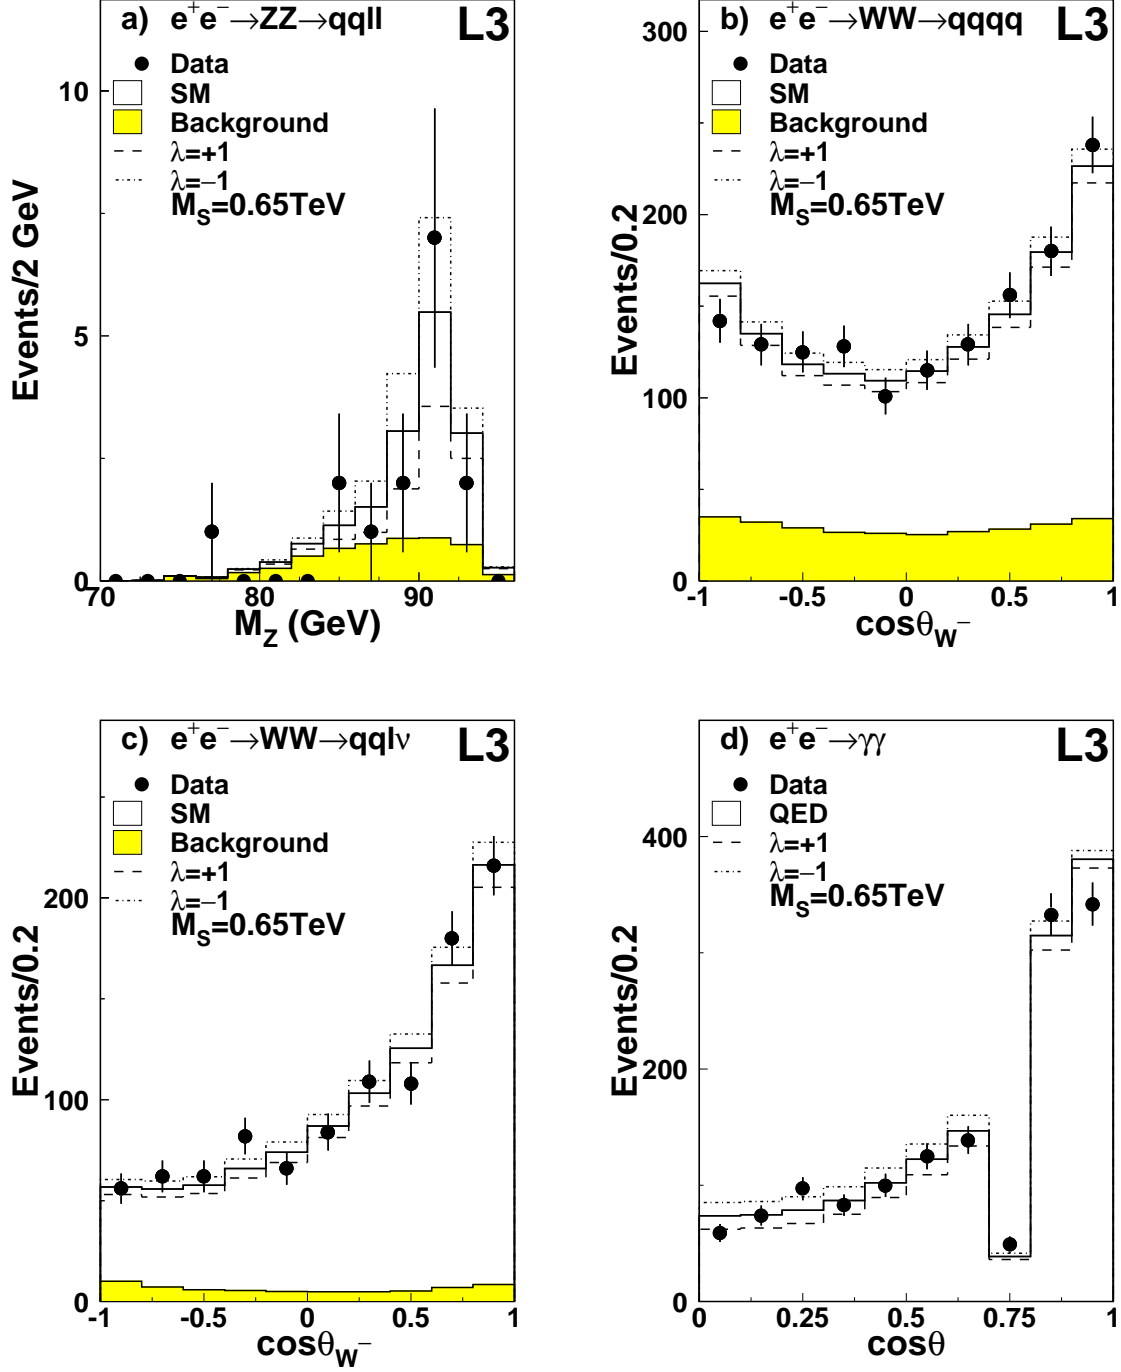 a) e⁺e⁻→ZZ→qqll L3
Data
SM
Background
λ=+1
λ=−1
M_S=0.65TeV
10
5
0
Events/2 GeV
70 80 90
M_Z (GeV)
b) e⁺e⁻→WW→qqqq L3
Data
SM
Background
λ=+1
λ=−1
M_S=0.65TeV
300
200
100
0
Events/0.2
-1 -0.5 0 0.5 1
cosθ_W⁻
c) e⁺e⁻→WW→qqlν L3
Data
SM
Background
λ=+1
λ=−1
M_S=0.65TeV
200
100
0
Events/0.2
-1 -0.5 0 0.5 1
cosθ_W⁻
d) e⁺e⁻→γγ L3
Data
QED
λ=+1
λ=−1
M_S=0.65TeV
400
200
0
Events/0.2
0 0.25 0.5 0.75 1
cosθ